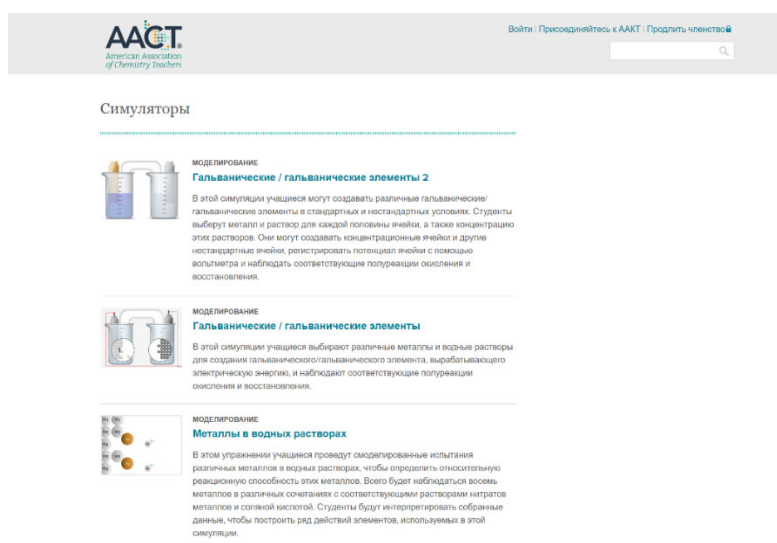 AACT.
American Association
of Chemistry Teachers
Войти | Присоединяйтесь к ААКТ | Продлить членство
Симуляторы
МОДЕЛИРОВАНИЕ
Гальванические / гальванические элементы 2
В этой симуляции учащиеся могут создавать различные гальванические/
гальванические элементы в стандартных и нестандартных условиях. Студенты
выберут металл и раствор для каждой половины ячейки, а также концентрацию
этих растворов. Они могут создавать концентрационные ячейки и другие
нестандартные ячейки, регистрировать потенциал ячейки с помощью
вольтметра и наблюдать соответствующие полуреакции окисления и
восстановления.
МОДЕЛИРОВАНИЕ
Гальванические / гальванические элементы
В этой симуляции учащиеся выбирают различные металлы и водные растворы
для создания гальванического/гальванического элемента, вырабатывающего
электрическую энергию, и наблюдают соответствующие полуреакции
окисления и восстановления.
МОДЕЛИРОВАНИЕ
Металлы в водных растворах
В этом упражнении учащиеся проведут смоделированные испытания
различных металлов в водных растворах, чтобы определить относительную
реакционную способность этих металлов. Всего будет наблюдаться восемь
металлов в различных сочетаниях с соответствующими растворами нитратов
металлов и соляной кислотой. Студенты будут интерпретировать собранные
данные, чтобы построить ряд действий элементов, используемых в этой
симуляции.